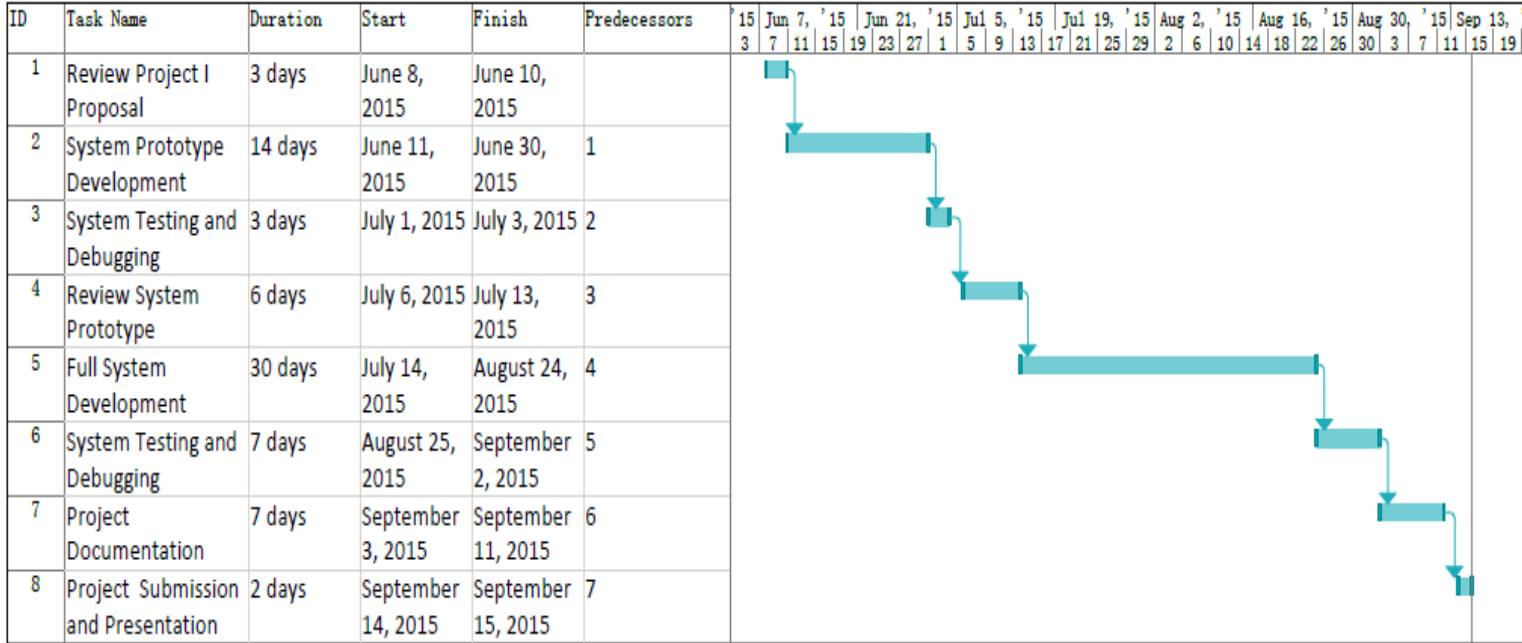 ID Task Name Duration Start Finish Predecessors '15 Jun 7, '15 Jun 21, '15 Jul 5, '15 Jul 19, '15 Aug 2, '15 Aug 16, '15 Aug 30, '15 Sep 13, '
3 7 11 15 19 23 27 1 5 9 13 17 21 25 29 2 6 10 14 18 22 26 30 3 7 11 15 19
1 Review Project I 3 days June 8, June 10,
Proposal 2015 2015
2 System Prototype 14 days June 11, June 30, 1
Development 2015 2015
3 System Testing and 3 days July 1, 2015 July 3, 2015 2
Debugging
4 Review System 6 days July 6, 2015 July 13, 3
Prototype 2015
5 Full System 30 days July 14, August 24, 4
Development 2015 2015
6 System Testing and 7 days August 25, September 5
Debugging 2015 2, 2015
7 Project 7 days September September 6
Documentation 3, 2015 11, 2015
8 Project Submission 2 days September September 7
and Presentation 14, 2015 15, 2015